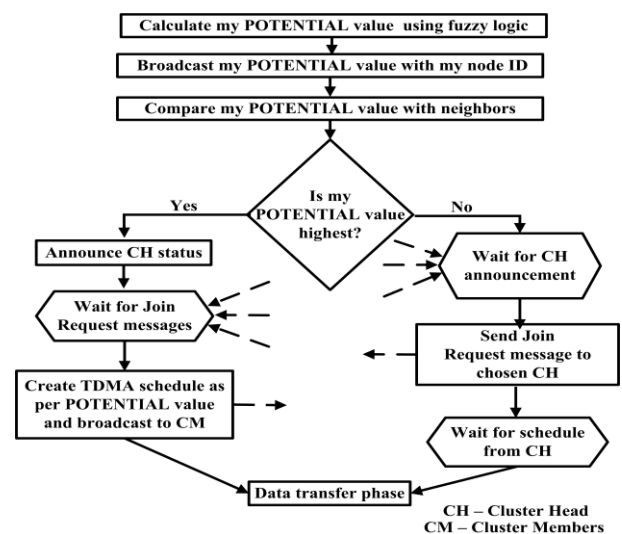 Calculate my POTENTIAL value using fuzzy logic
Broadcast my POTENTIAL value with my node ID
Compare my POTENTIAL value with neighbors
Is my
POTENTIAL value
highest?
Yes
No
Announce CH status
Wait for CH
announcement
Wait for Join
Request messages
Send Join
Request message to
chosen CH
Create TDMA schedule as
per POTENTIAL value
and broadcast to CM
Wait for schedule
from CH
Data transfer phase
CH – Cluster Head
CM – Cluster Members